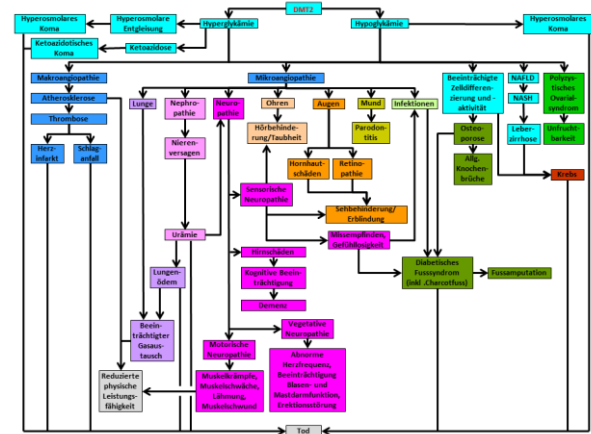 DMT2
Hyperosmolares
Koma
Hyperosmolare
Entgleisung
Hyperglykämie
Hypoglykämie
Hyperosmolares
Koma
Ketoazidotisches
Koma
Ketoazidose
Makroangiopathie
Mikroangiopathie
Beeinträchtigte
Zelldifferen-
zierung und -
aktivität
NAFLD
Polyzys-
tisches
Ovariel-
syndrom
Atherosklerose
Lunge
Nephro-
pathie
Neuro-
pathie
Ohren
Augen
Mund
Infektionen
NASH
Thrombose
Hörbehinde-
rung/Taubheit
Parodon-
titis
Osteo-
porose
Leber-
zirrhose
Unfrucht-
barkeit
Herz-
infarkt
Schlag-
anfall
Nieren-
versagen
Hornhaut-
schäden
Retino-
pathie
Allg.
Knochen-
brüche
Krebs
Sensorische
Neuropathie
Sehbehinderung/
Erblindung
Urämie
Missempfinden,
Gefühllosigkeit
Lungen-
ödem
Hirnschäden
Kognitive Beein-
trächtigung
Demenz
Diabetisches
Fusssyndrom
(inkl .Charcotfuss)
Fussamputation
Beein-
trächtigter
Gasaus-
tausch
Motorische
Neuropathie
Vegetative
Neuropathie
Reduzierte
physische
Leistungs-
fähigkeit
Muskelkrämpfe,
Muskelschwäche,
Lähmung,
Muskelschwund
Abnorme
Herzfrequenz,
Beeinträchtigung
Blasen- und
Mastdarmfunktion,
Erektionsstörung
Tod